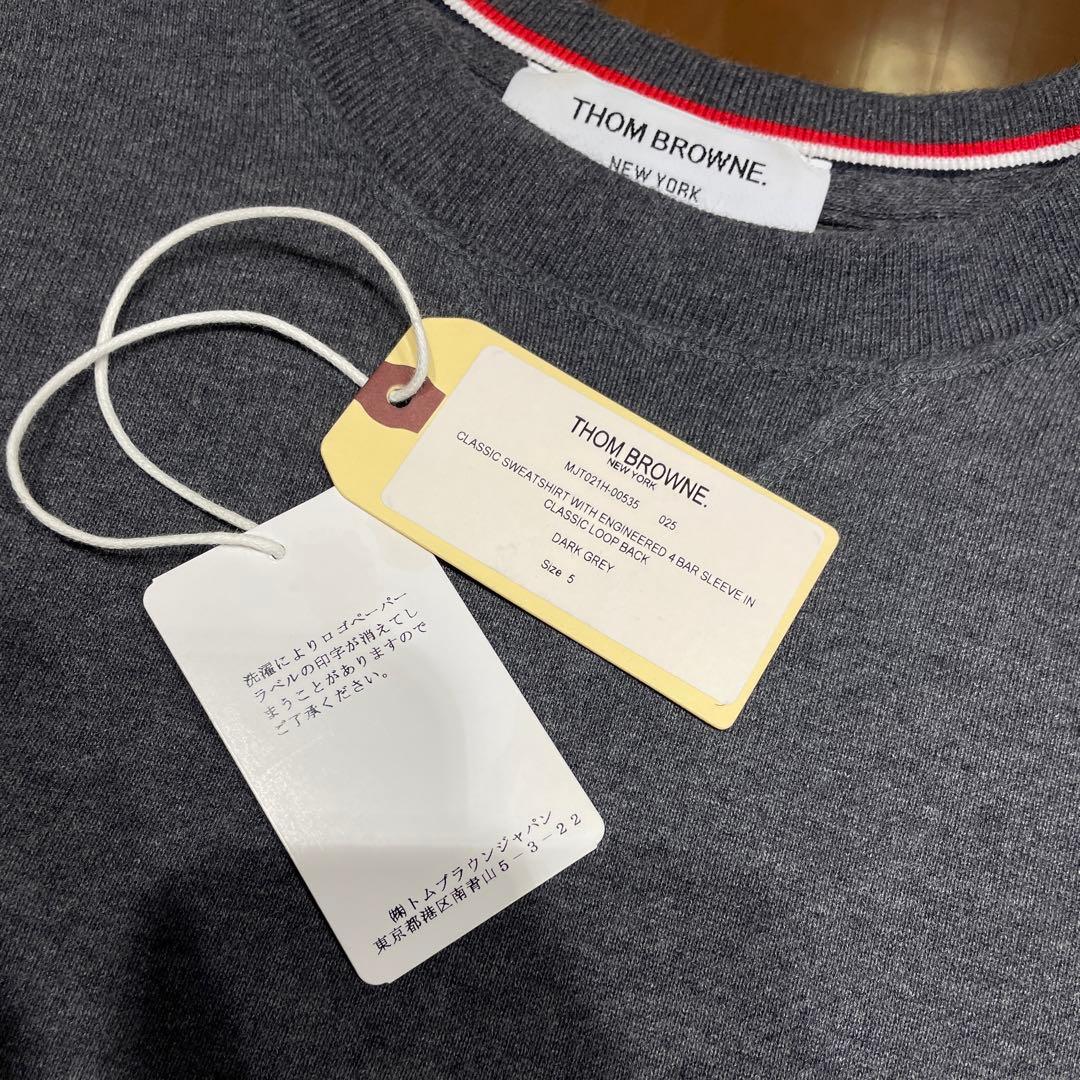 THOM BROWNE.
NEW YORK
THOM BROWNE.
NEW YORK
MJT021H-00535 025
CLASSIC SWEATSHIRT WITH ENGINEERED 4 BAR SLEEVE IN
CLASSIC LOOP BACK
DARK GREY
Size 5
洗濯によりロゴペーパー
ラベルの印字が消えてし
まうことがありますので
ご了承ください。
㈱トムブラウンジャパン
東京都港区南青山5-3-22